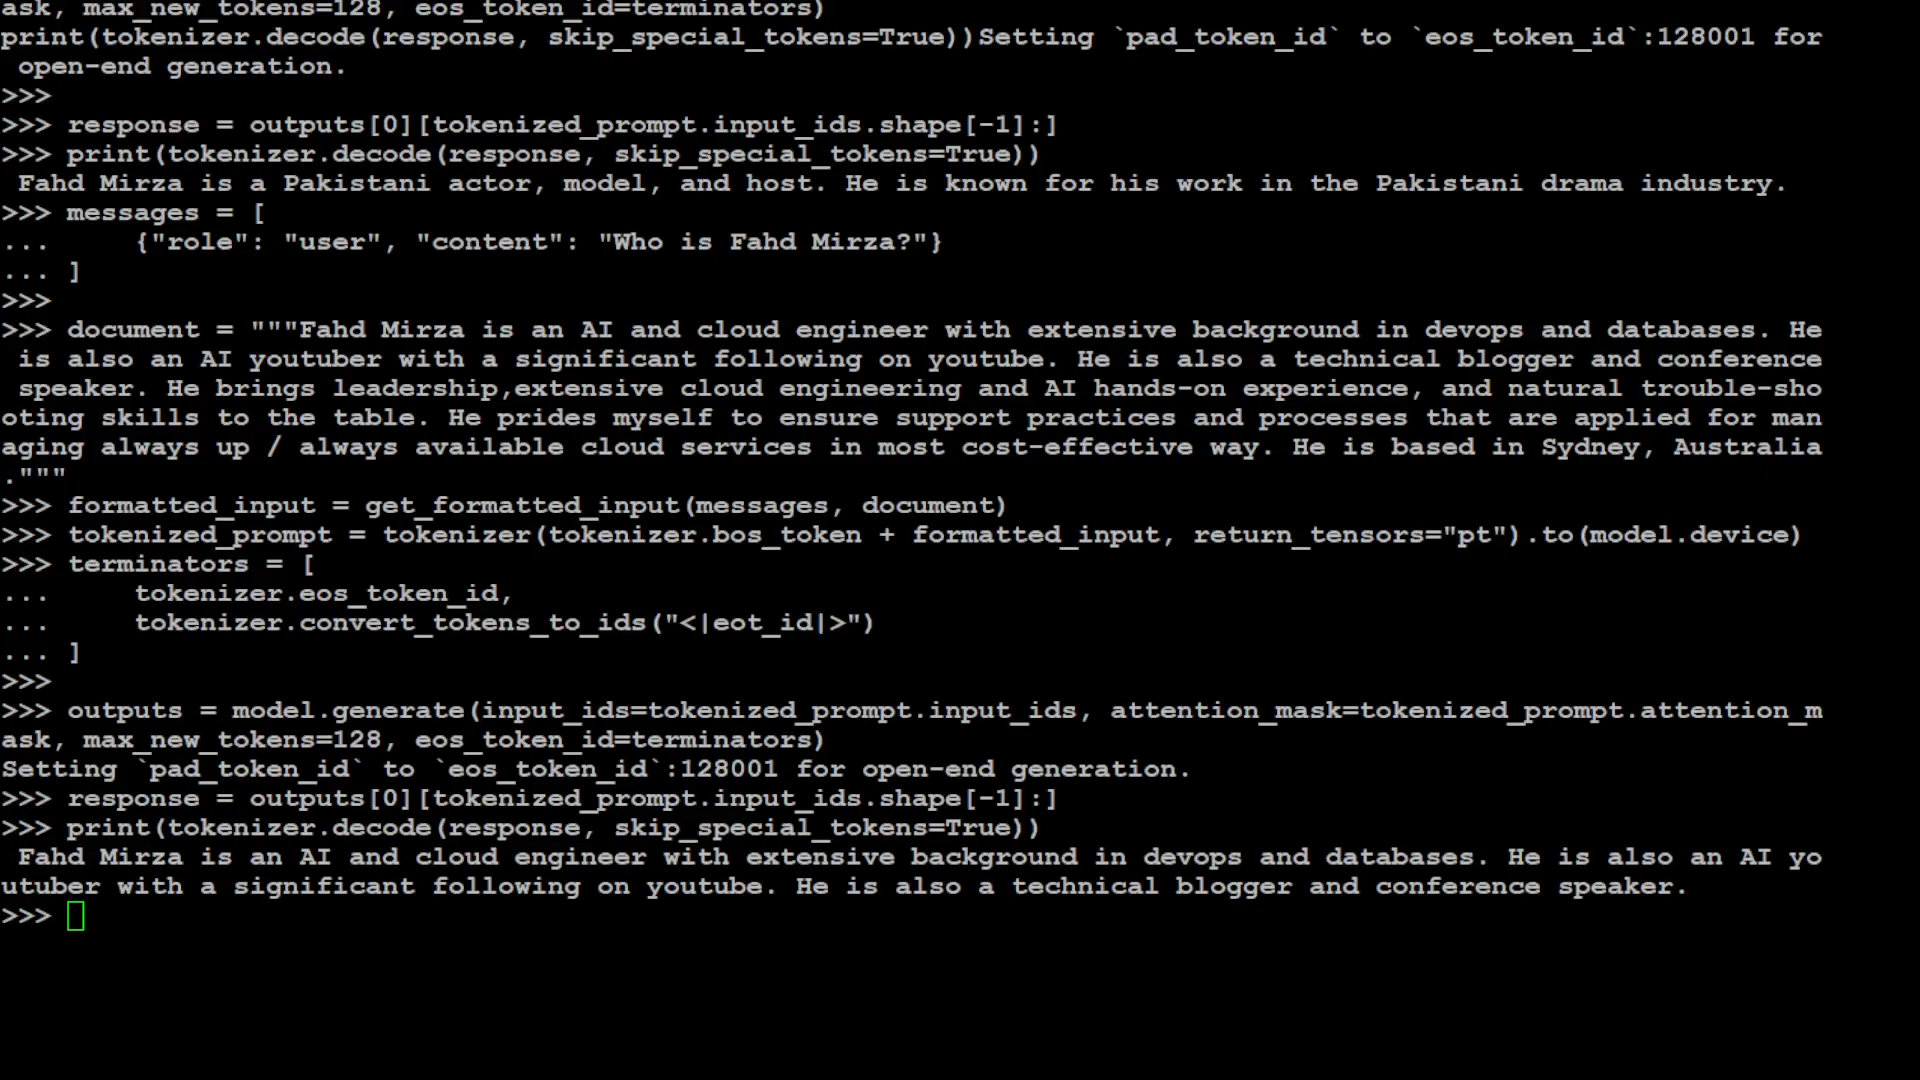 ask, max_new_tokens=128, eos_token_id=terminators)
print(tokenizer.decode(response, skip_special_tokens=True))Setting `pad_token_id` to `eos_token_id`:128001 for
 open-end generation.
>>>
>>> response = outputs[0][tokenized_prompt.input_ids.shape[-1]:]
>>> print(tokenizer.decode(response, skip_special_tokens=True))
 Fahd Mirza is a Pakistani actor, model, and host. He is known for his work in the Pakistani drama industry.
>>> messages = [
...     {"role": "user", "content": "Who is Fahd Mirza?"}
... ]
>>>
>>> document = """Fahd Mirza is an AI and cloud engineer with extensive background in devops and databases. He
 is also an AI youtuber with a significant following on youtube. He is also a technical blogger and conference
 speaker. He brings leadership,extensive cloud engineering and AI hands-on experience, and natural trouble-sho
oting skills to the table. He prides myself to ensure support practices and processes that are applied for man
aging always up / always available cloud services in most cost-effective way. He is based in Sydney, Australia
."""
>>> formatted_input = get_formatted_input(messages, document)
>>> tokenized_prompt = tokenizer(tokenizer.bos_token + formatted_input, return_tensors="pt").to(model.device)
>>> terminators = [
...     tokenizer.eos_token_id,
...     tokenizer.convert_tokens_to_ids("<|eot_id|>")
... ]
>>>
>>> outputs = model.generate(input_ids=tokenized_prompt.input_ids, attention_mask=tokenized_prompt.attention_m
ask, max_new_tokens=128, eos_token_id=terminators)
Setting `pad_token_id` to `eos_token_id`:128001 for open-end generation.
>>> response = outputs[0][tokenized_prompt.input_ids.shape[-1]:]
>>> print(tokenizer.decode(response, skip_special_tokens=True))
 Fahd Mirza is an AI and cloud engineer with extensive background in devops and databases. He is also an AI yo
utuber with a significant following on youtube. He is also a technical blogger and conference speaker.
>>>